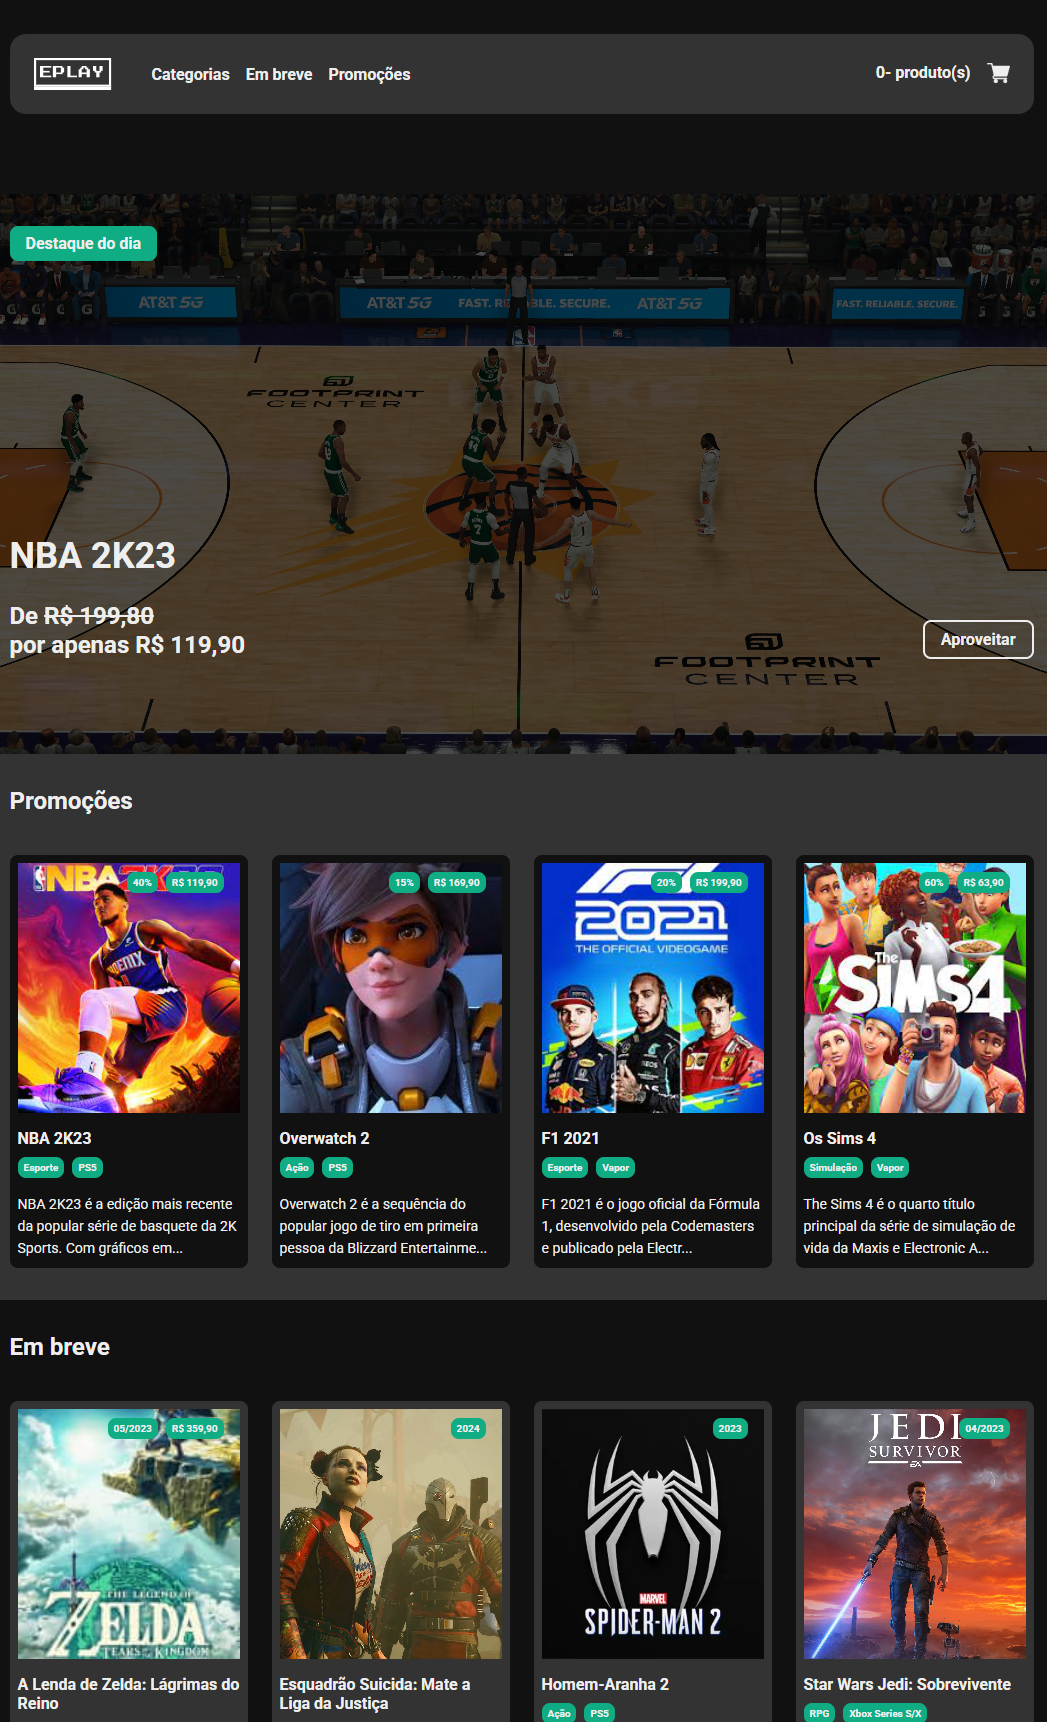 EPLAY
Categorias Em breve Promoções
0- produto(s)
Destaque do dia
AT&T 5G
AT&T 5G FAST. RELIABLE. SECURE. AT&T 5G
FAST. RELIABLE. SECURE.
FOOTPRINT
CENTER
NBA 2K23
De R$ 199,80
por apenas R$ 119,90
Aproveitar
FOOTPRINT
CENTER
Promoções
NBA 2K23
40% R$ 119,90
PHOENIX
NBA 2K23
Esporte PS5
NBA 2K23 é a edição mais recente
da popular série de basquete da 2K
Sports. Com gráficos em...
15% R$ 169,90
Overwatch 2
Ação PS5
Overwatch 2 é a sequência do
popular jogo de tiro em primeira
pessoa da Blizzard Entertainme...
20% R$ 199,90
2021
THE OFFICIAL VIDEOGAME
F1 2021
Esporte Vapor
F1 2021 é o jogo oficial da Fórmula
1, desenvolvido pela Codemasters
e publicado pela Electr...
60% R$ 63,90
The
SIMS4
Os Sims 4
Simulação Vapor
The Sims 4 é o quarto título
principal da série de simulação de
vida da Maxis e Electronic A...
Em breve
05/2023 R$ 359,90
THE LEGEND OF
ZELDA
TEARS OF THE KINGDOM
A Lenda de Zelda: Lágrimas do
Reino
2024
Esquadrão Suicida: Mate a
Liga da Justiça
2023
MARVEL
SPIDER-MAN 2
Homem-Aranha 2
Ação PS5
04/2023
JEDI
SURVIVOR
EA
Star Wars Jedi: Sobrevivente
RPG Xbox Series S/X